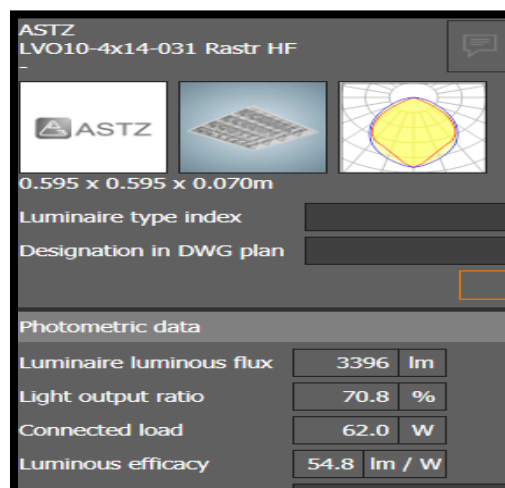 ASTZ
LVO10-4x14-031 Rastr HF
-
ASTZ
0.595 x 0.595 x 0.070m
Luminaire type index
Designation in DWG plan
Photometric data
Luminaire luminous flux 3396 lm
Light output ratio 70.8 %
Connected load 62.0 W
Luminous efficacy 54.8 lm / W